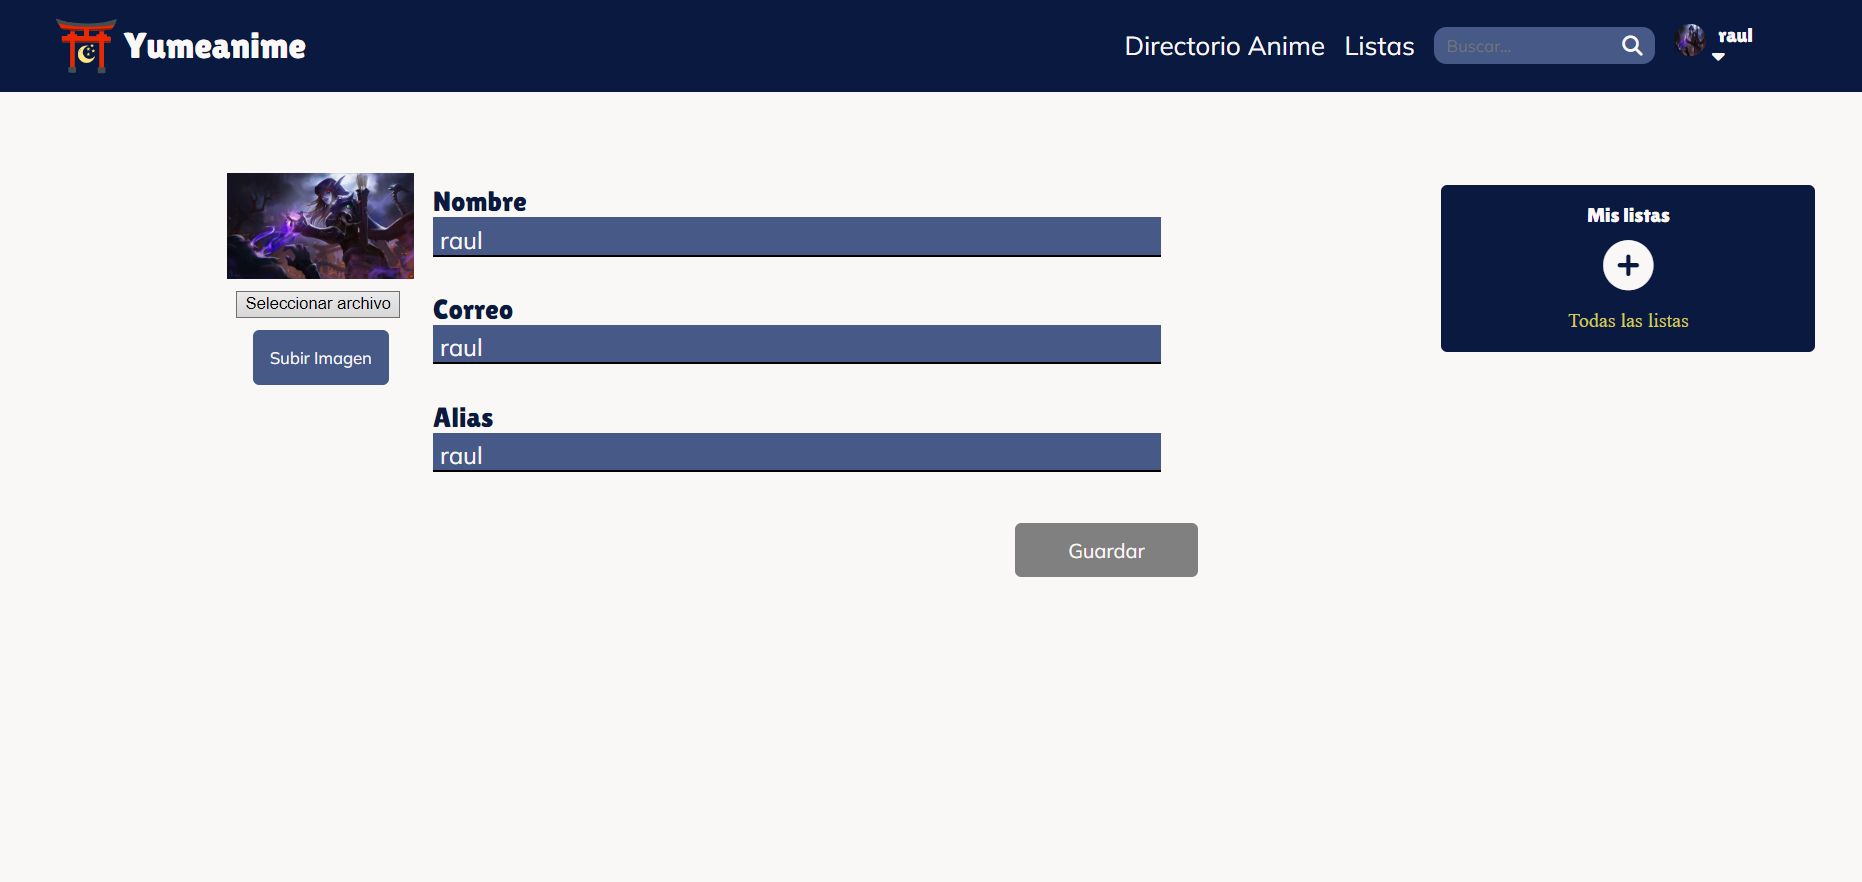 Yumeanime
Directorio Anime
Listas
Buscar...
raul
Nombre
raul
Seleccionar archivo
Subir Imagen
Correo
raul
Alias
raul
Guardar
Mis listas
Todas las listas